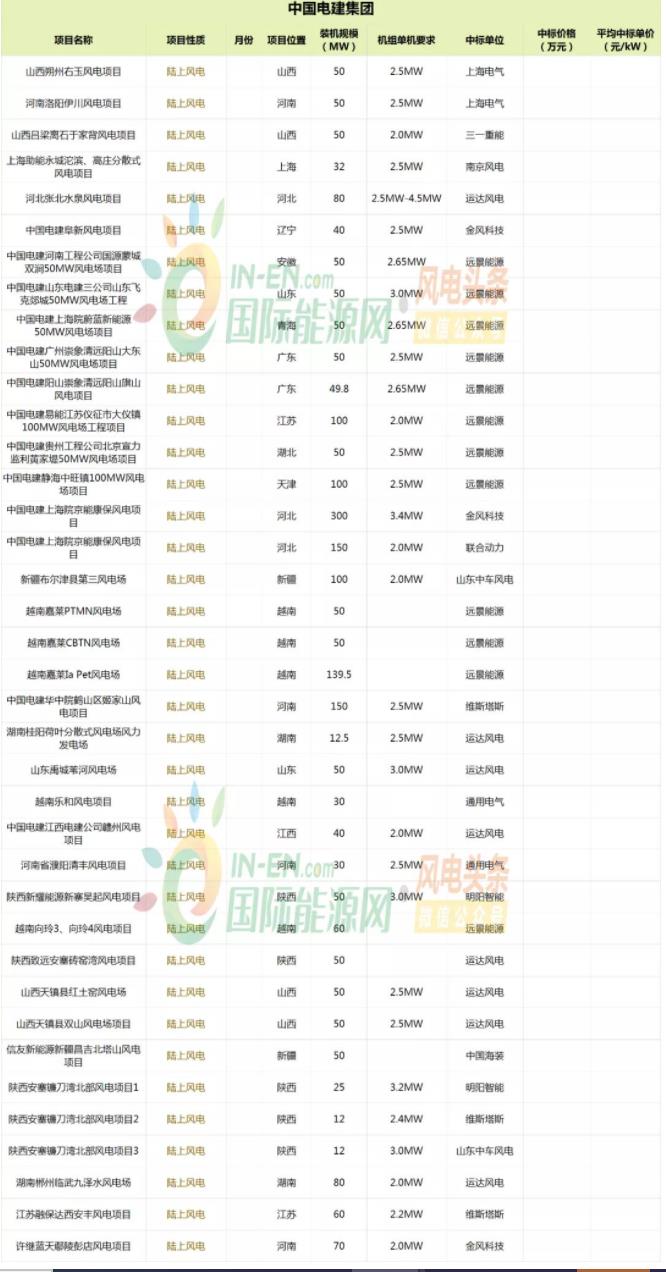 中国电建集团
项目名称 项目性质 月份 项目位置 装机规模（MW） 机组单机要求 中标单位 中标价格（万元） 平均中标单价（元/kW）
山西朔州右玉风电项目 陆上风电 山西 50 2.5MW 上海电气
河南洛阳伊川风电项目 陆上风电 河南 50 2.5MW 上海电气
山西吕梁离石于家背风电项目 陆上风电 山西 50 2.0MW 三一重能
上海助能永城沱滨、高庄分散式风电项目 陆上风电 上海 32 2.5MW 南京风电
河北张北水泉风电项目 陆上风电 河北 80 2.5MW-4.5MW 运达风电
中国电建阜新风电项目 陆上风电 辽宁 40 2.5MW 金风科技
中国电建河南工程公司国源蒙城双涧50MW风电场项目 陆上风电 安徽 50 2.65MW 远景能源
中国电建山东电建三公司山东飞克郊城50MW风电场工程 陆上风电 山东 50 3.0MW 远景能源
中国电建上海院蔚蓝新能源50MW风电场项目 陆上风电 青海 50 2.65MW 远景能源
中国电建广州崇象清远阳山大东山50MW风电场项目 陆上风电 广东 50 2.5MW 远景能源
中国电建阳山崇象清远阳山旗山风电项目 陆上风电 广东 49.8 2.65MW 远景能源
中国电建易能江苏仪征市大仪镇100MW风电场工程项目 陆上风电 江苏 100 2.0MW 远景能源
中国电建贵州工程公司北京宣力监利黄家堤50MW风电场项目 陆上风电 湖北 50 2.5MW 远景能源
中国电建静海中旺镇100MW风电场项目 陆上风电 天津 100 2.5MW 远景能源
中国电建上海院京能康保风电项目 陆上风电 河北 300 3.4MW 金风科技
中国电建上海院京能康保风电项目 陆上风电 河北 150 2.0MW 联合动力
新疆布尔津县第三风电场 陆上风电 新疆 100 2.0MW 山东中车风电
越南嘉莱PTMN风电场 陆上风电 越南 50 远景能源
越南嘉莱CBTN风电场 陆上风电 越南 50 远景能源
越南嘉莱Ia Pet风电场 陆上风电 越南 139.5 远景能源
中国电建华中院鹤山区姬家山风电项目 陆上风电 河南 150 2.5MW 维斯塔斯
湖南桂阳荷叶分散式风电场风力发电场 陆上风电 湖南 12.5 2.5MW 运达风电
山东禹城苇河风电场 陆上风电 山东 50 3.0MW 运达风电
越南乐和风电项目 陆上风电 越南 30 通用电气
中国电建江西电建公司赣州风电项目 陆上风电 江西 40 2.0MW 运达风电
河南省濮阳清丰风电项目 陆上风电 河南 30 2.5MW 通用电气
陕西新耀能源新寨吴起风电项目 陆上风电 陕西 50 3.0MW 明阳智能
越南向玲3、向玲4风电项目 陆上风电 越南 60 远景能源
陕西致远安塞砖窑湾风电项目 陆上风电 陕西 50 运达风电
山西天镇县红土窑风电场 陆上风电 山西 50 2.5MW 运达风电
山西天镇县双山风电场项目 陆上风电 山西 50 2.5MW 运达风电
信友新能源新疆昌吉北塔山风电项目 陆上风电 新疆 50 中国海装
陕西安塞镰刀湾北部风电项目1 陆上风电 陕西 25 3.2MW 明阳智能
陕西安塞镰刀湾北部风电项目2 陆上风电 陕西 12 2.4MW 维斯塔斯
陕西安塞镰刀湾北部风电项目3 陆上风电 陕西 12 3.0MW 山东中车风电
湖南郴州临武九泽水风电场 陆上风电 湖南 80 2.0MW 运达风电
江苏融保达西安丰风电项目 陆上风电 江苏 60 2.2MW 维斯塔斯
许继蓝天鄢陵彭店风电项目 陆上风电 河南 70 2.0MW 金风科技
IN-EN.com
国际能源网
风电头条
微信公众号
IN-EN.com
国际能源网
风电头条
微信公众号